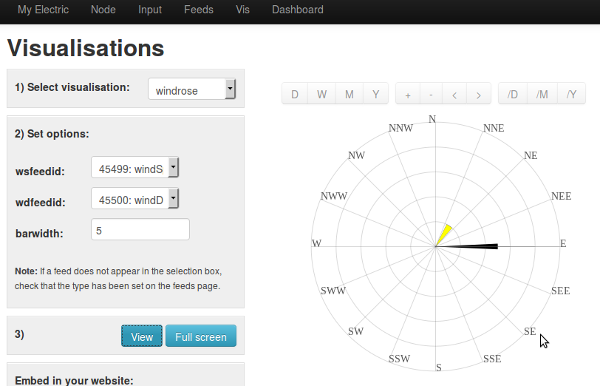 My Electric Node Input Feeds Vis Dashboard
Visualisations
1) Select visualisation: windrose
2) Set options:
wsfeedid: 45499: windS
wdfeedid: 45500: windD
barwidth: 5
Note: If a feed does not appear in the selection box,
check that the type has been set on the feeds page.
3) View Full screen
Embed in your website:
D W M Y + - < > /D /M /Y
N
NNW NNE
NW NE
NWW NEE
W E
SWW SEE
SW SE
SSW SSE
S